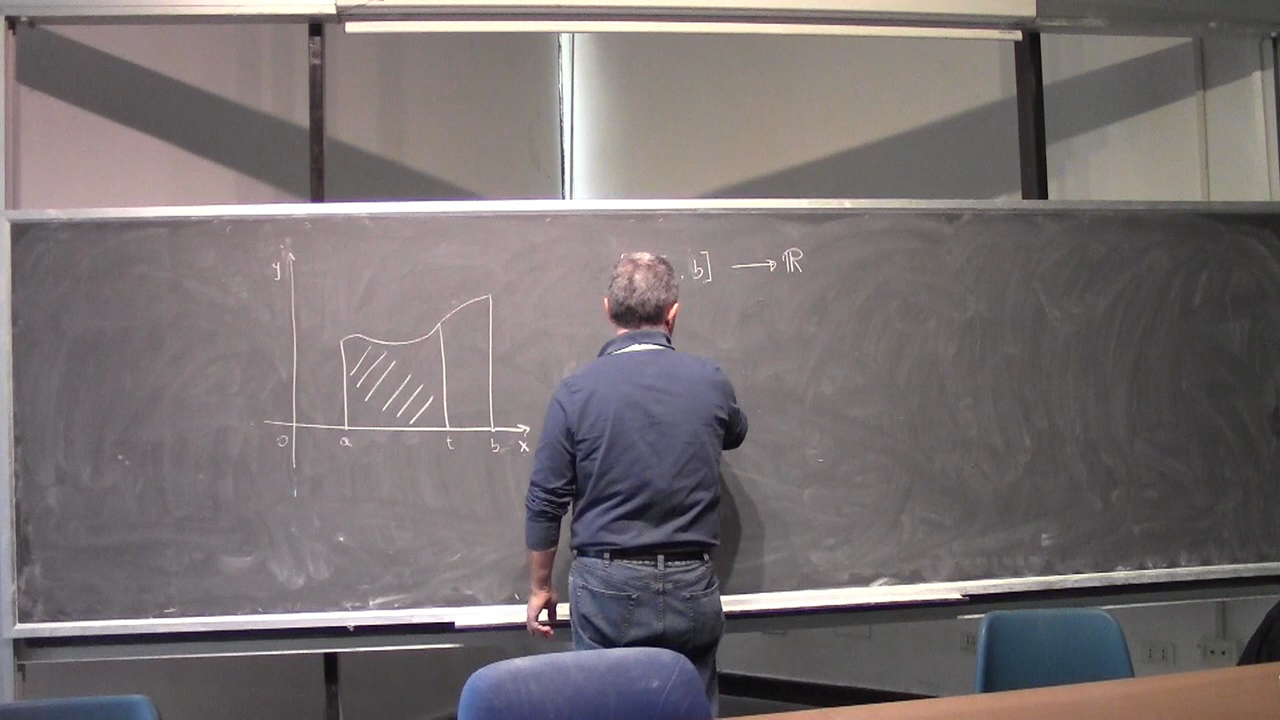 y
0 a t b x
, b] → ℝ